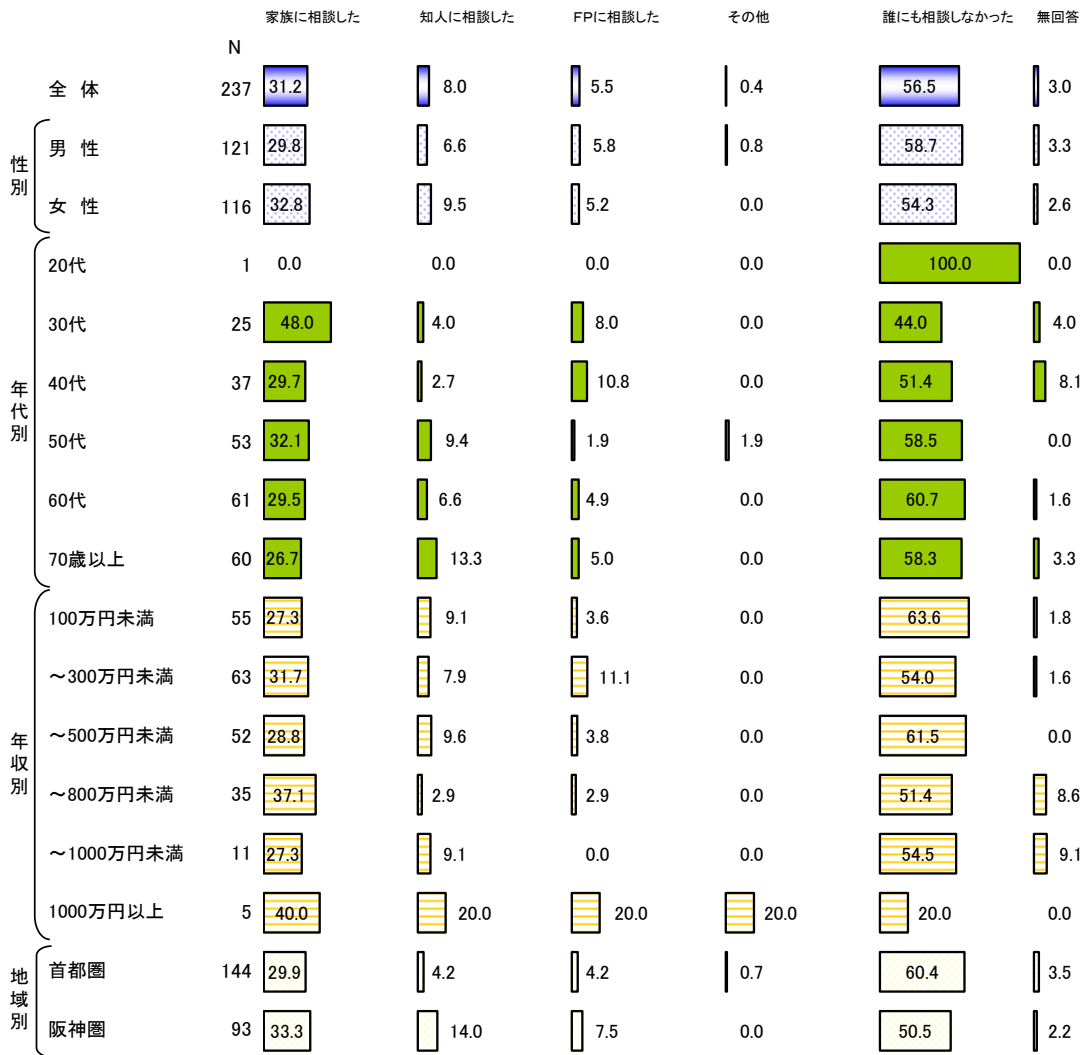 家族に相談した 知人に相談した FPに相談した その他 誰にも相談しなかった 無回答
N
全 体 237 31.2 8.0 5.5 0.4 56.5 3.0
性別
男 性 121 29.8 6.6 5.8 0.8 58.7 3.3
女 性 116 32.8 9.5 5.2 0.0 54.3 2.6
年代別
20代 1 0.0 0.0 0.0 0.0 100.0 0.0
30代 25 48.0 4.0 8.0 0.0 44.0 4.0
40代 37 29.7 2.7 10.8 0.0 51.4 8.1
50代 53 32.1 9.4 1.9 1.9 58.5 0.0
60代 61 29.5 6.6 4.9 0.0 60.7 1.6
70歳以上 60 26.7 13.3 5.0 0.0 58.3 3.3
年収別
100万円未満 55 27.3 9.1 3.6 0.0 63.6 1.8
～300万円未満 63 31.7 7.9 11.1 0.0 54.0 1.6
～500万円未満 52 28.8 9.6 3.8 0.0 61.5 0.0
～800万円未満 35 37.1 2.9 2.9 0.0 51.4 8.6
～1000万円未満 11 27.3 9.1 0.0 0.0 54.5 9.1
1000万円以上 5 40.0 20.0 20.0 20.0 20.0 0.0
地域別
首都圏 144 29.9 4.2 4.2 0.7 60.4 3.5
阪神圏 93 33.3 14.0 7.5 0.0 50.5 2.2